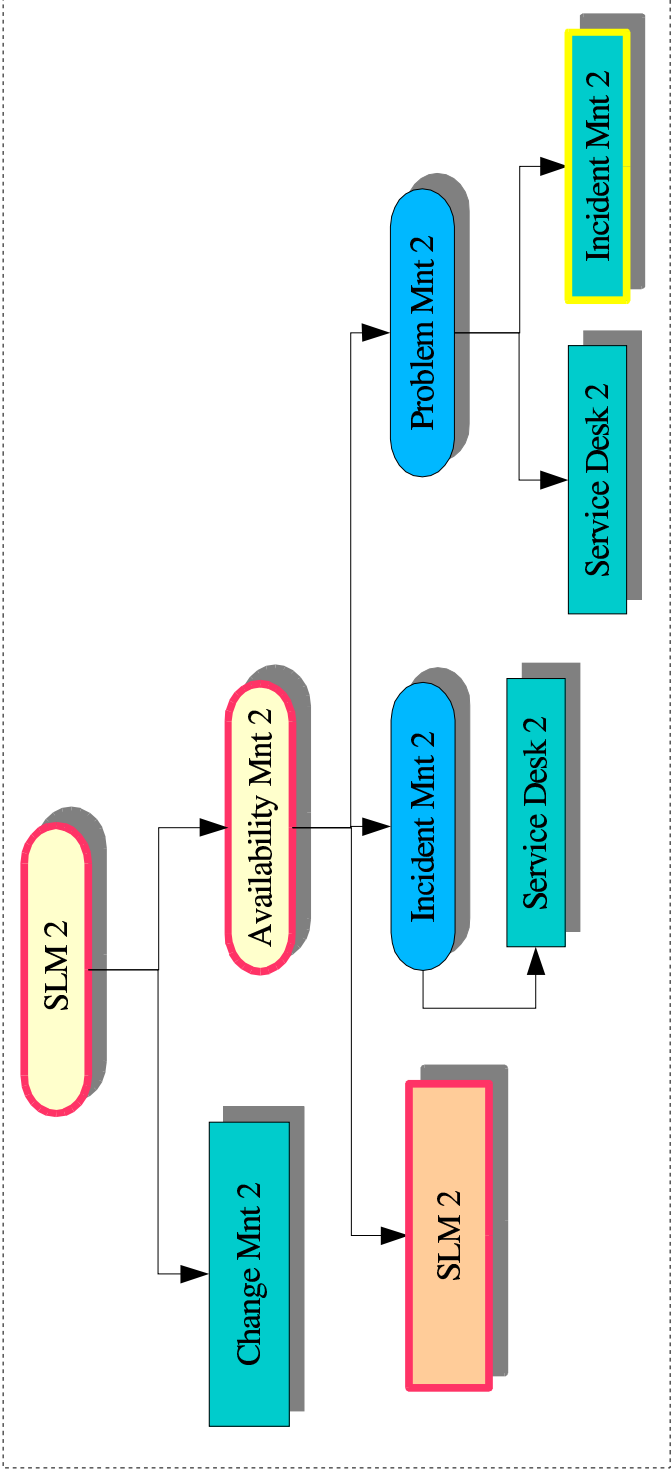 SLM 2
Change Mnt 2
Availability Mnt 2
SLM 2
Incident Mnt 2
Problem Mnt 2
Service Desk 2
Service Desk 2
Incident Mnt 2